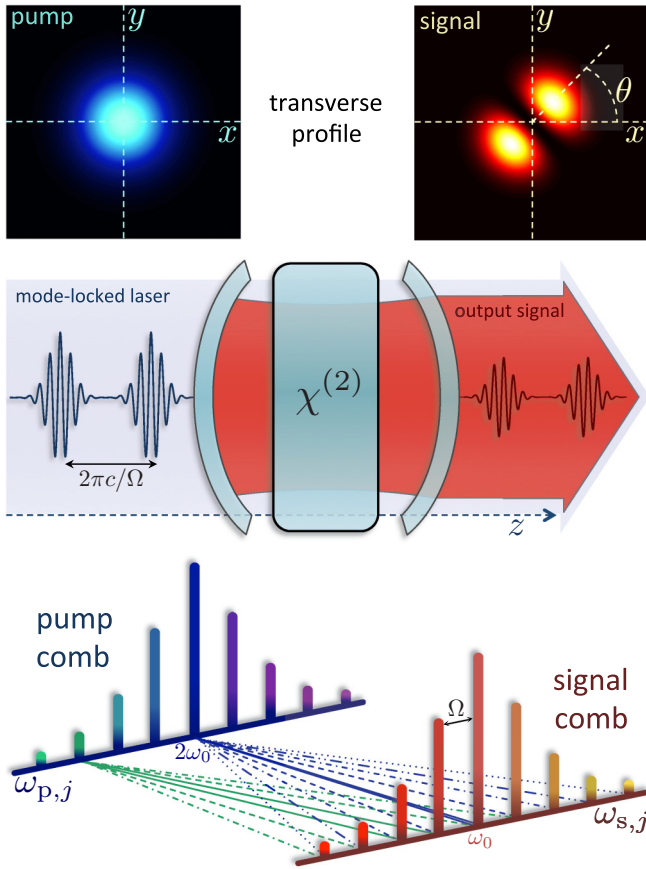 pump
y
x
transverse
profile
signal
y
θ
x
mode-locked laser
2πc/Ω
χ⁽²⁾
output signal
z
pump
comb
2ω₀
ωp,j
signal
comb
Ω
ω₀
ωs,j